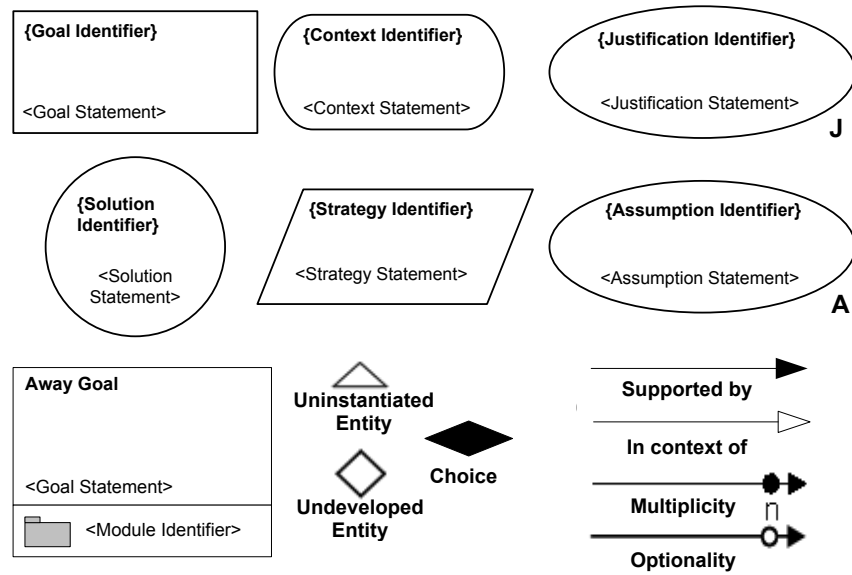 {Goal Identifier}
<Goal Statement>
{Context Identifier}
<Context Statement>
{Justification Identifier}
<Justification Statement>
J
{Solution
Identifier}
<Solution
Statement>
{Strategy Identifier}
<Strategy Statement>
{Assumption Identifier}
<Assumption Statement>
A
Away Goal
<Goal Statement>
<Module Identifier>
Uninstantiated
Entity
Undeveloped
Entity
Choice
Supported by
In context of
Multiplicity
n
Optionality